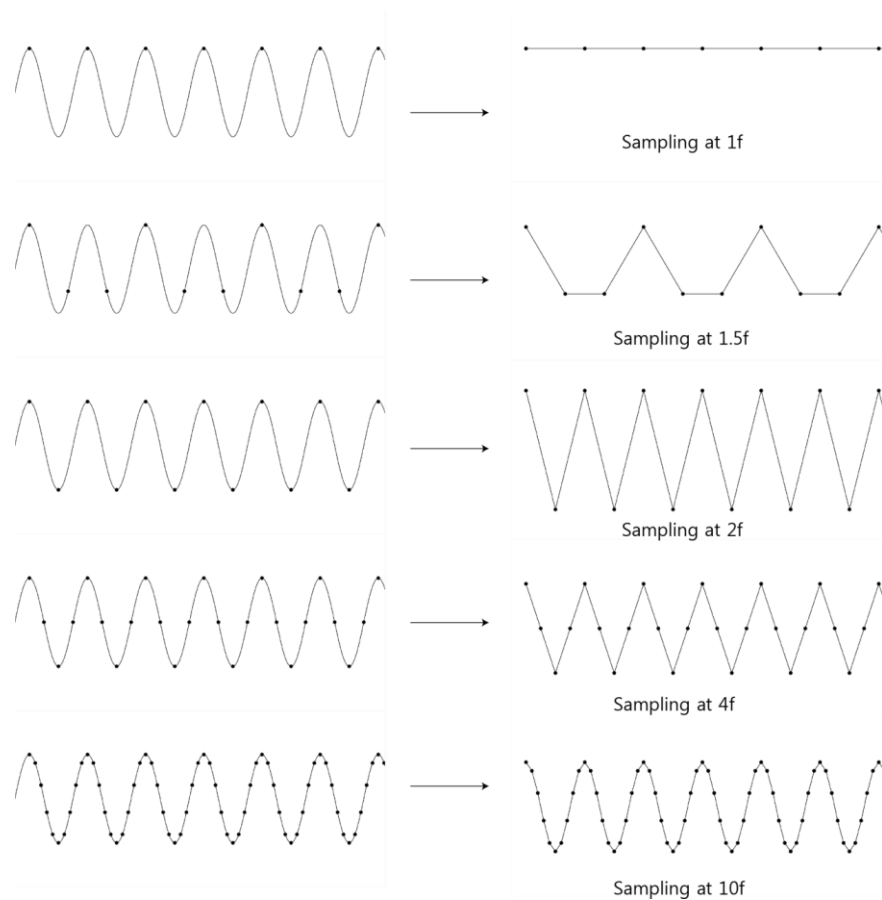 Sampling at 1f
Sampling at 1.5f
Sampling at 2f
Sampling at 4f
Sampling at 10f